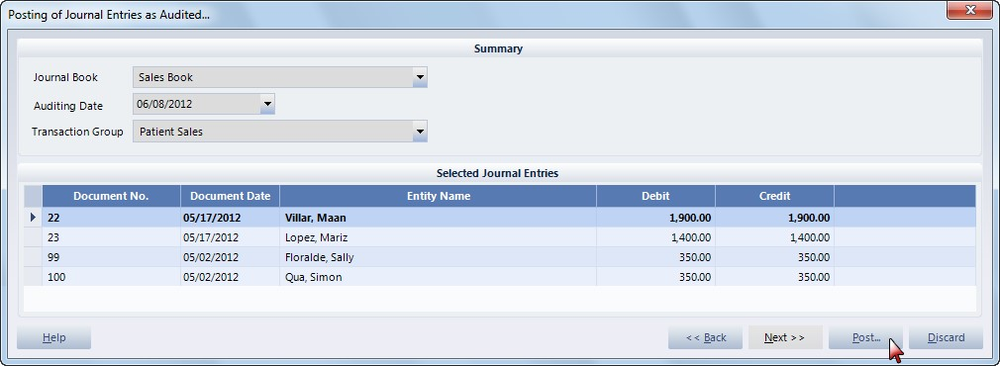 Posting of Journal Entries as Audited...
Summary
Journal Book Sales Book
Auditing Date 06/08/2012
Transaction Group Patient Sales
Selected Journal Entries
Document No. Document Date Entity Name Debit Credit
22 05/17/2012 Villar, Maan 1,900.00 1,900.00
23 05/17/2012 Lopez, Mariz 1,400.00 1,400.00
99 05/02/2012 Floralde, Sally 350.00 350.00
100 05/02/2012 Qua, Simon 350.00 350.00
Help << Back Next >> Post... Discard